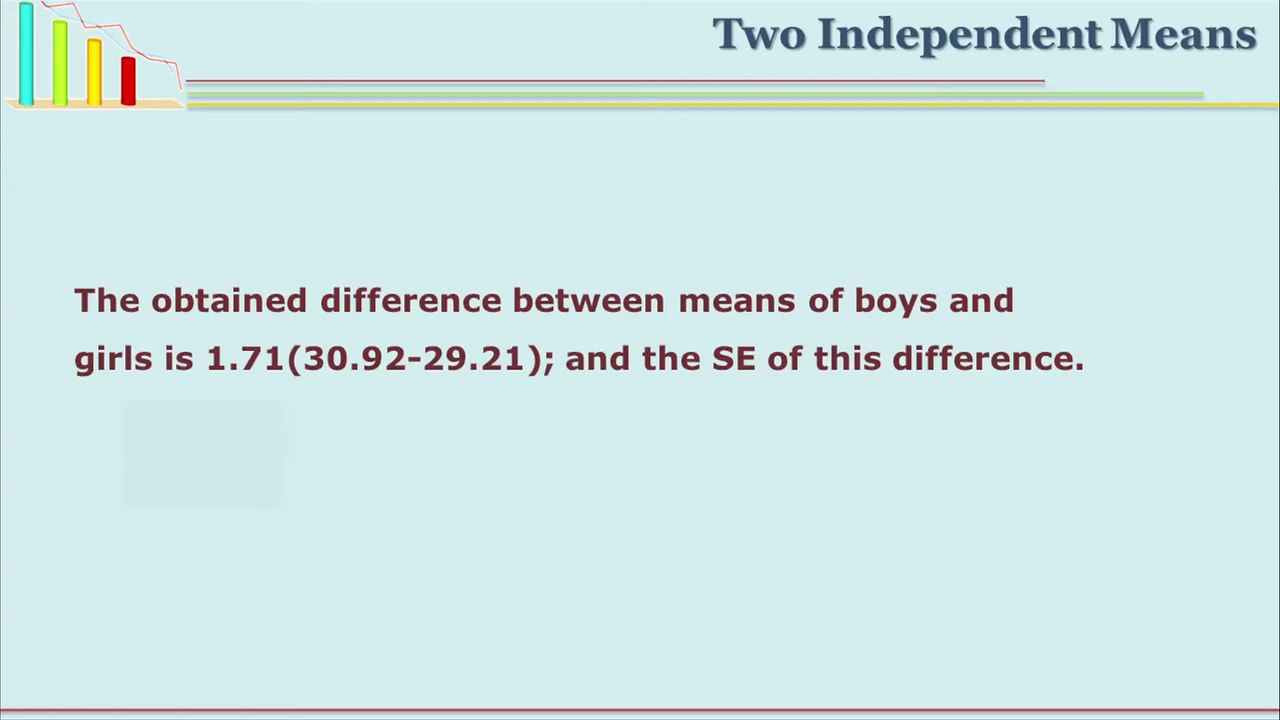 Two Independent Means
The obtained difference between means of boys and
girls is 1.71(30.92-29.21); and the SE of this difference.